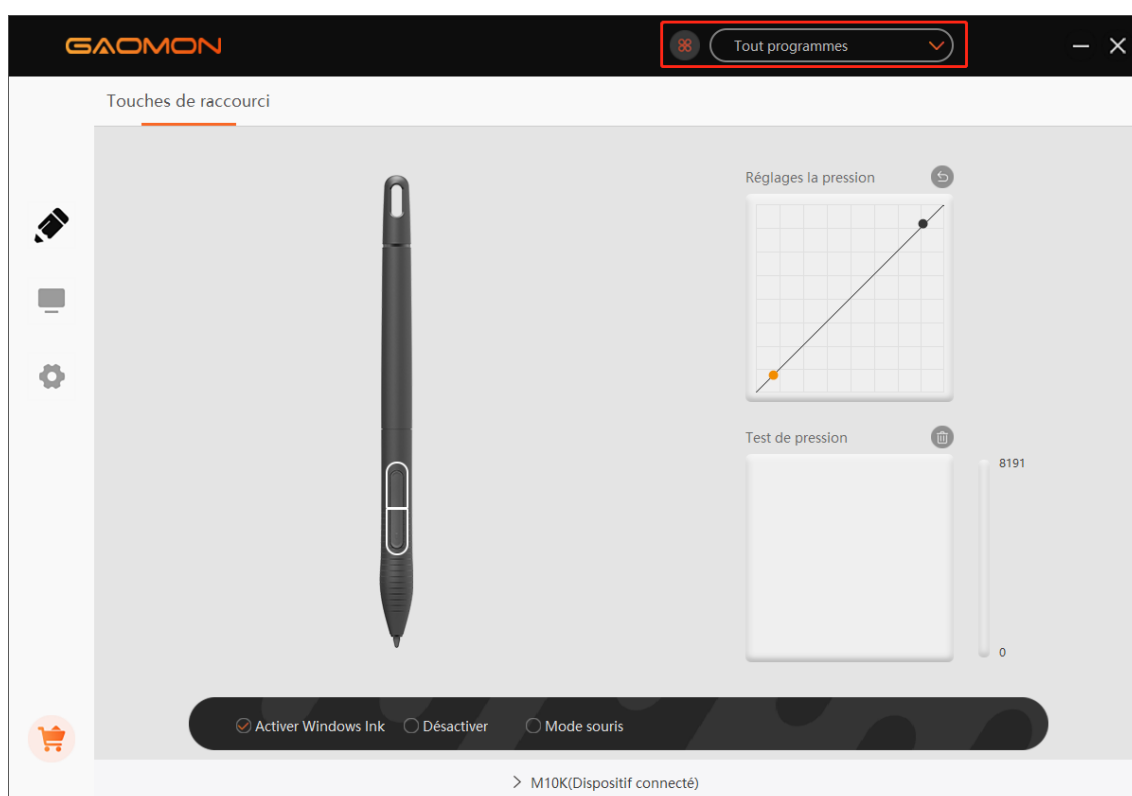 GAOMON
Tout programmes
Touches de raccourci
Réglages la pression
Test de pression
8191
0
Activer Windows Ink
Désactiver
Mode souris
M10K(Dispositif connecté)